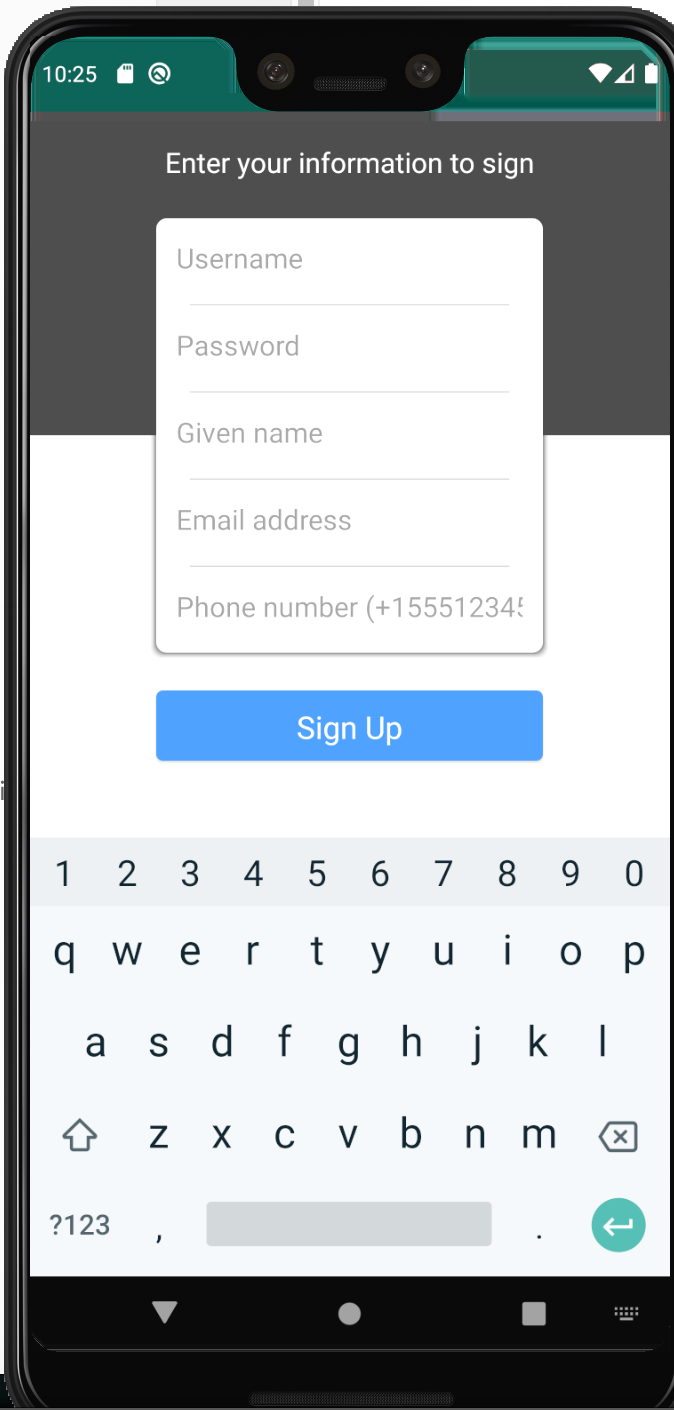 10:25
Enter your information to sign
Username
Password
Given name
Email address
Phone number (+15551234
Sign Up
1 2 3 4 5 6 7 8 9 0
q w e r t y u i o p
a s d f g h j k l
z x c v b n m
?123 , .